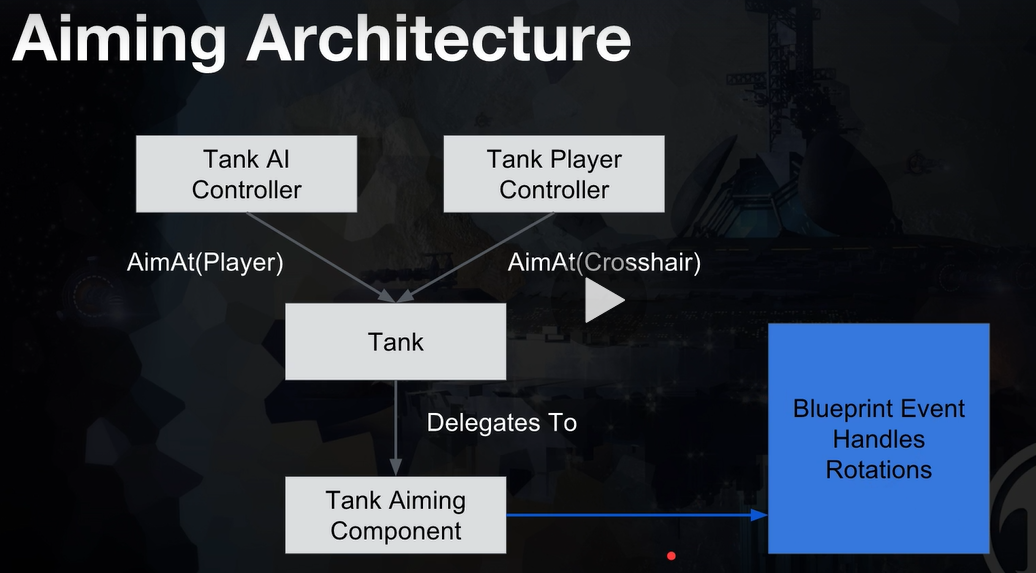 Aiming Architecture
Tank AI
Controller
Tank Player
Controller
AimAt(Player)
AimAt(Crosshair)
Tank
Delegates To
Tank Aiming
Component
Blueprint Event
Handles
Rotations